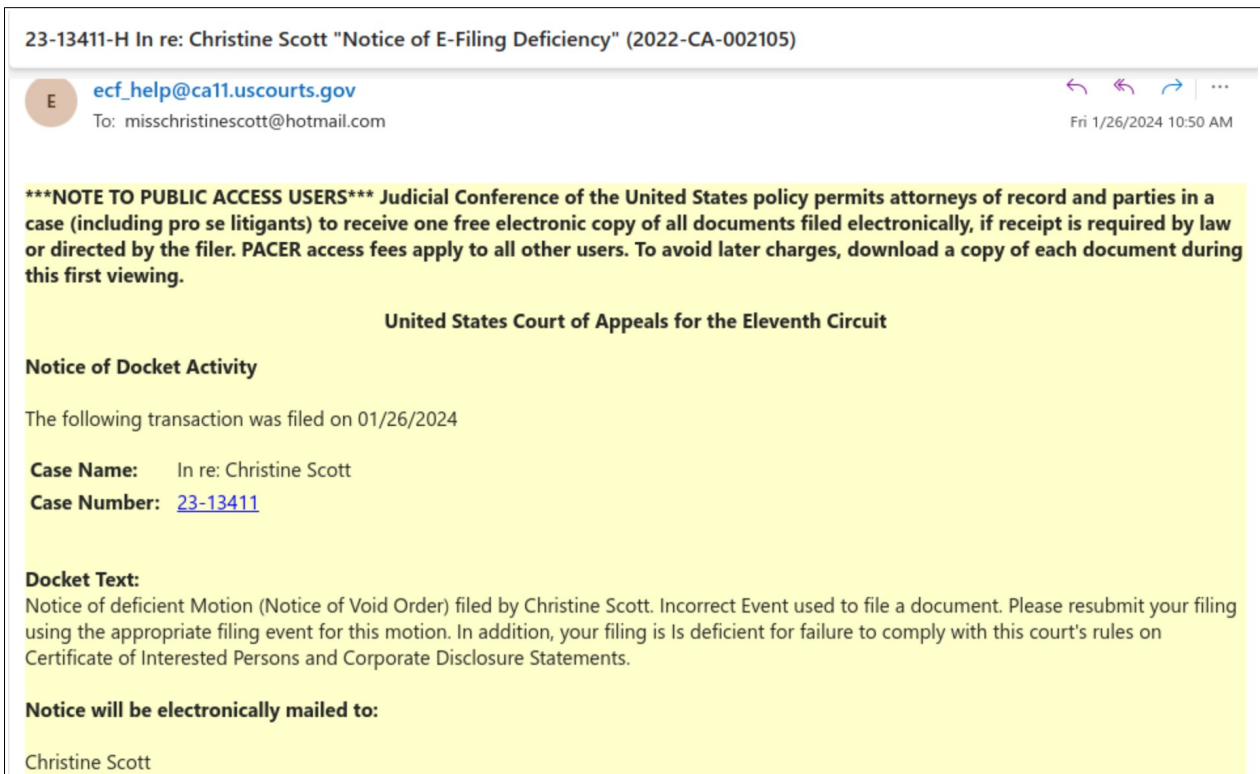 23-13411-H In re: Christine Scott "Notice of E-Filing Deficiency" (2022-CA-002105)
E
ecf_help@ca11.uscourts.gov
To: misschristinescott@hotmail.com
Fri 1/26/2024 10:50 AM
***NOTE TO PUBLIC ACCESS USERS*** Judicial Conference of the United States policy permits attorneys of record and parties in a
case (including pro se litigants) to receive one free electronic copy of all documents filed electronically, if receipt is required by law
or directed by the filer. PACER access fees apply to all other users. To avoid later charges, download a copy of each document during
this first viewing.
United States Court of Appeals for the Eleventh Circuit
Notice of Docket Activity
The following transaction was filed on 01/26/2024
Case Name: In re: Christine Scott
Case Number: 23-13411
Docket Text:
Notice of deficient Motion (Notice of Void Order) filed by Christine Scott. Incorrect Event used to file a document. Please resubmit your filing
using the appropriate filing event for this motion. In addition, your filing is Is deficient for failure to comply with this court's rules on
Certificate of Interested Persons and Corporate Disclosure Statements.
Notice will be electronically mailed to:
Christine Scott